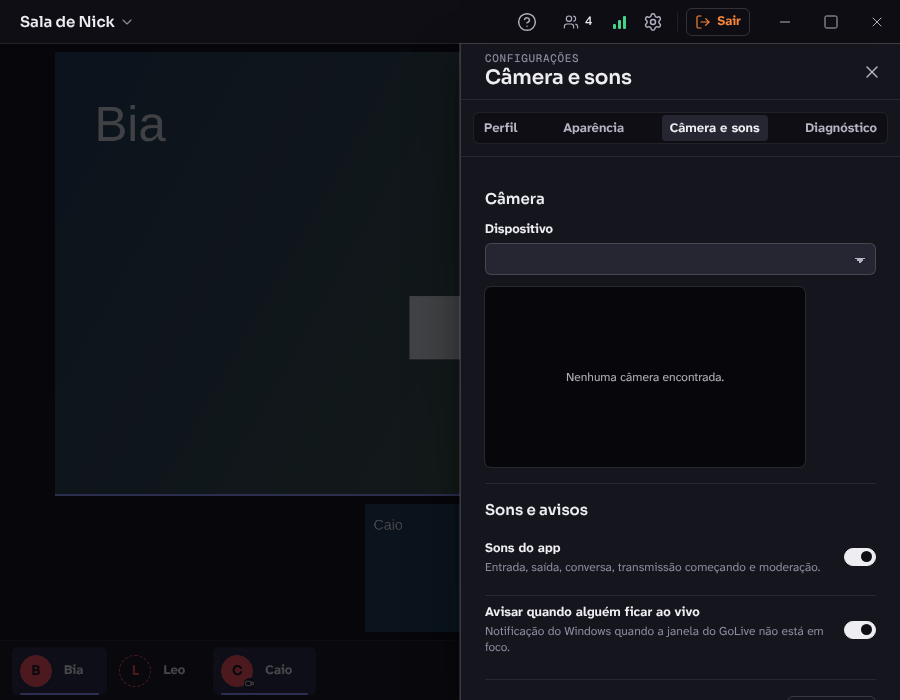 Sala de Nick
4
Sair
CONFIGURAÇÕES
Câmera e sons
Perfil
Aparência
Câmera e sons
Diagnóstico
Bia
Câmera
Dispositivo
Nenhuma câmera encontrada.
Sons e avisos
Sons do app
Entrada, saída, conversa, transmissão começando e moderação.
Avisar quando alguém ficar ao vivo
Notificação do Windows quando a janela do GoLive não está em
foco.
Caio
B
Bia
L
Leo
C
Caio